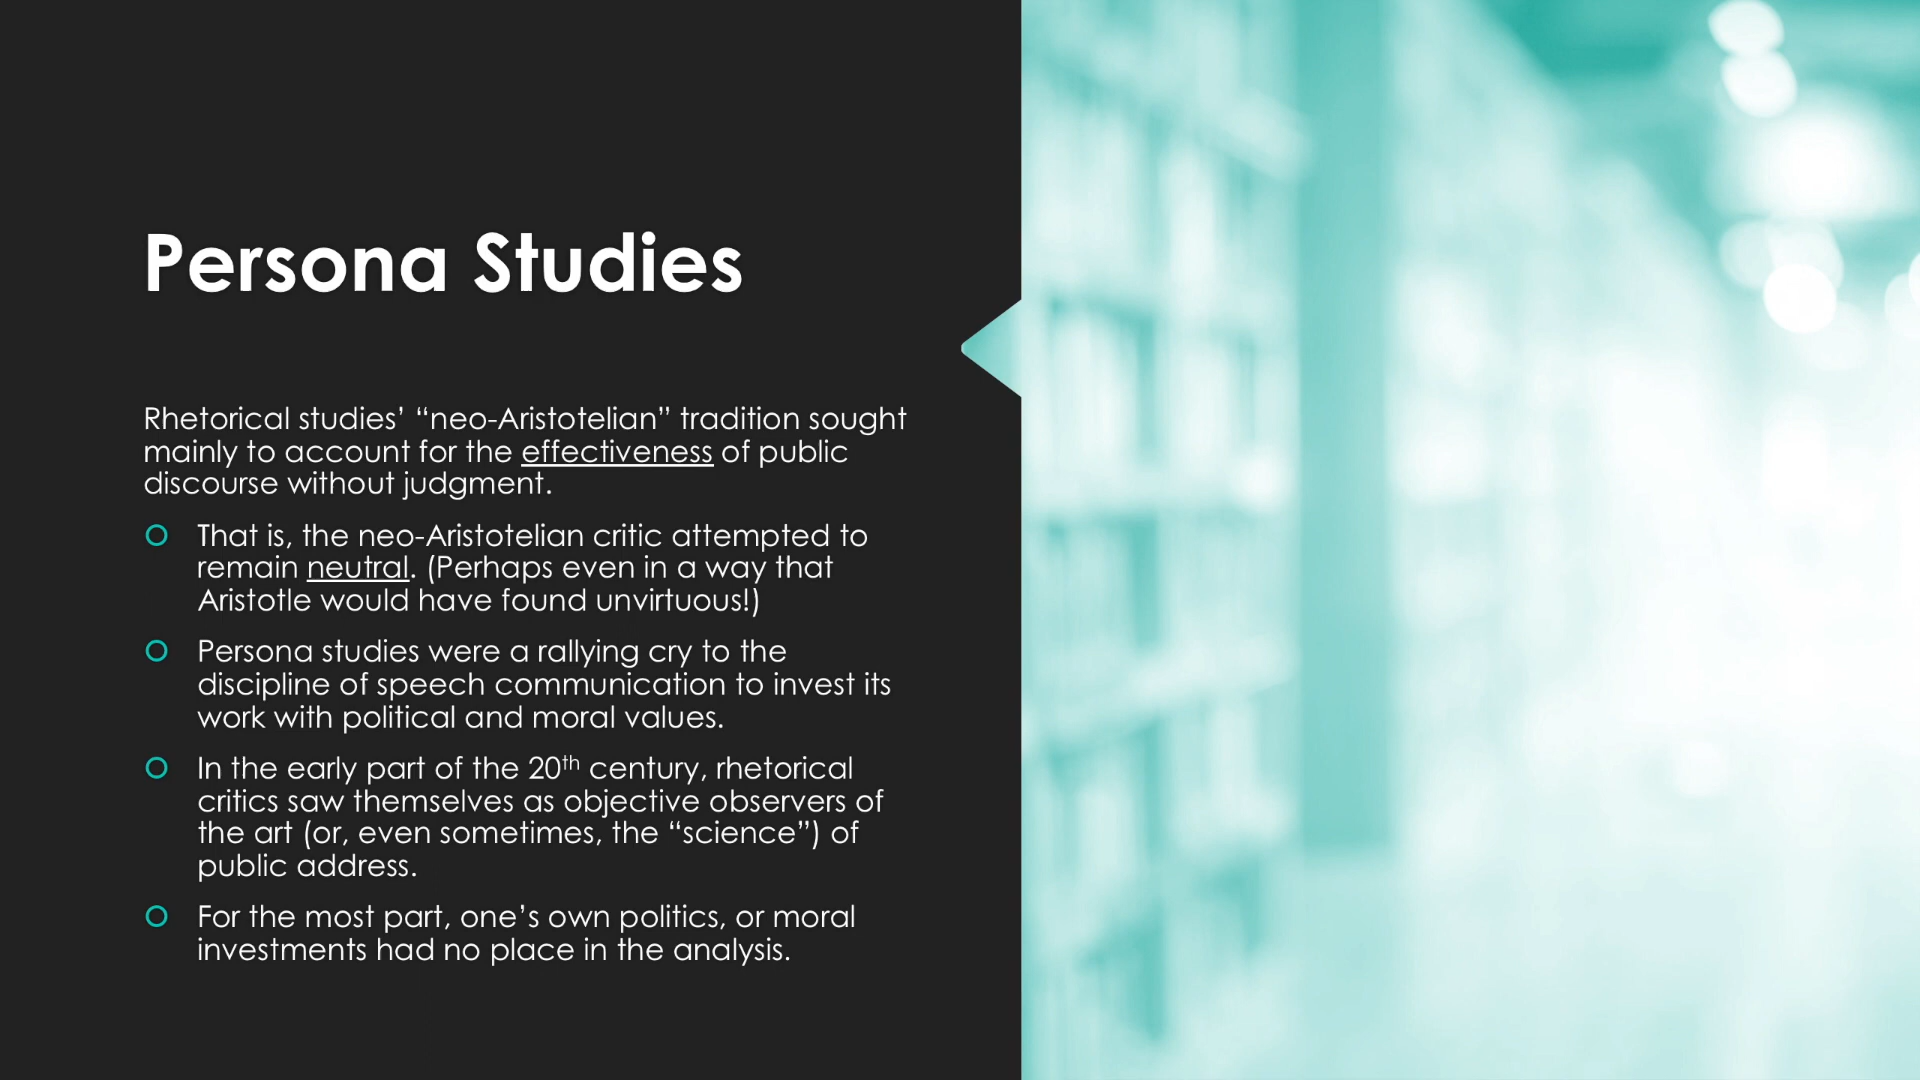 Persona Studies
Rhetorical studies’ “neo-Aristotelian” tradition sought
mainly to account for the effectiveness of public
discourse without judgment.
That is, the neo-Aristotelian critic attempted to
remain neutral. (Perhaps even in a way that
Aristotle would have found unvirtuous!)
Persona studies were a rallying cry to the
discipline of speech communication to invest its
work with political and moral values.
In the early part of the 20th century, rhetorical
critics saw themselves as objective observers of
the art (or, even sometimes, the “science”) of
public address.
For the most part, one’s own politics, or moral
investments had no place in the analysis.